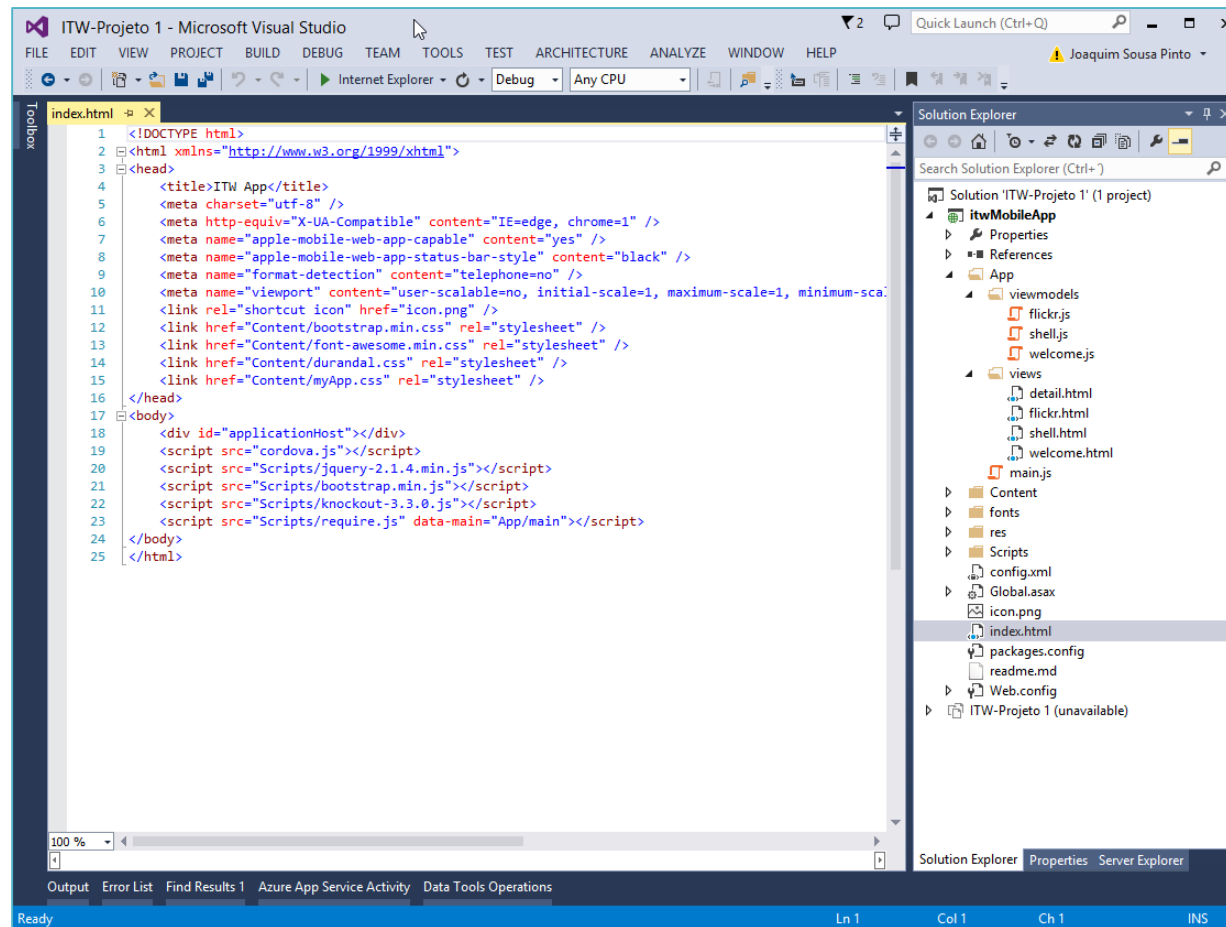 ITW-Projeto 1 - Microsoft Visual Studio
2
Quick Launch (Ctrl+Q)
FILE EDIT VIEW PROJECT BUILD DEBUG TEAM TOOLS TEST ARCHITECTURE ANALYZE WINDOW HELP
Joaquim Sousa Pinto
Internet Explorer Debug Any CPU
Toolbox
index.html
1 <!DOCTYPE html>
2 <html xmlns="http://www.w3.org/1999/xhtml">
3 <head>
4 <title>ITW App</title>
5 <meta charset="utf-8" />
6 <meta http-equiv="X-UA-Compatible" content="IE=edge, chrome=1" />
7 <meta name="apple-mobile-web-app-capable" content="yes" />
8 <meta name="apple-mobile-web-app-status-bar-style" content="black" />
9 <meta name="format-detection" content="telephone=no" />
10 <meta name="viewport" content="user-scalable=no, initial-scale=1, maximum-scale=1, minimum-scal
11 <link rel="shortcut icon" href="icon.png" />
12 <link href="Content/bootstrap.min.css" rel="stylesheet" />
13 <link href="Content/font-awesome.min.css" rel="stylesheet" />
14 <link href="Content/durandal.css" rel="stylesheet" />
15 <link href="Content/myApp.css" rel="stylesheet" />
16 </head>
17 <body>
18 <div id="applicationHost"></div>
19 <script src="cordova.js"></script>
20 <script src="Scripts/jquery-2.1.4.min.js"></script>
21 <script src="Scripts/bootstrap.min.js"></script>
22 <script src="Scripts/knockout-3.3.0.js"></script>
23 <script src="Scripts/require.js" data-main="App/main"></script>
24 </body>
25 </html>
100 %
Solution Explorer
Search Solution Explorer (Ctrl+´)
Solution 'ITW-Projeto 1' (1 project)
itwMobileApp
Properties
References
App
viewmodels
flickr.js
shell.js
welcome.js
views
detail.html
flickr.html
shell.html
welcome.html
main.js
Content
fonts
res
Scripts
config.xml
Global.asax
icon.png
index.html
packages.config
readme.md
Web.config
ITW-Projeto 1 (unavailable)
Solution Explorer Properties Server Explorer
Output Error List Find Results 1 Azure App Service Activity Data Tools Operations
Ready Ln 1 Col 1 Ch 1 INS